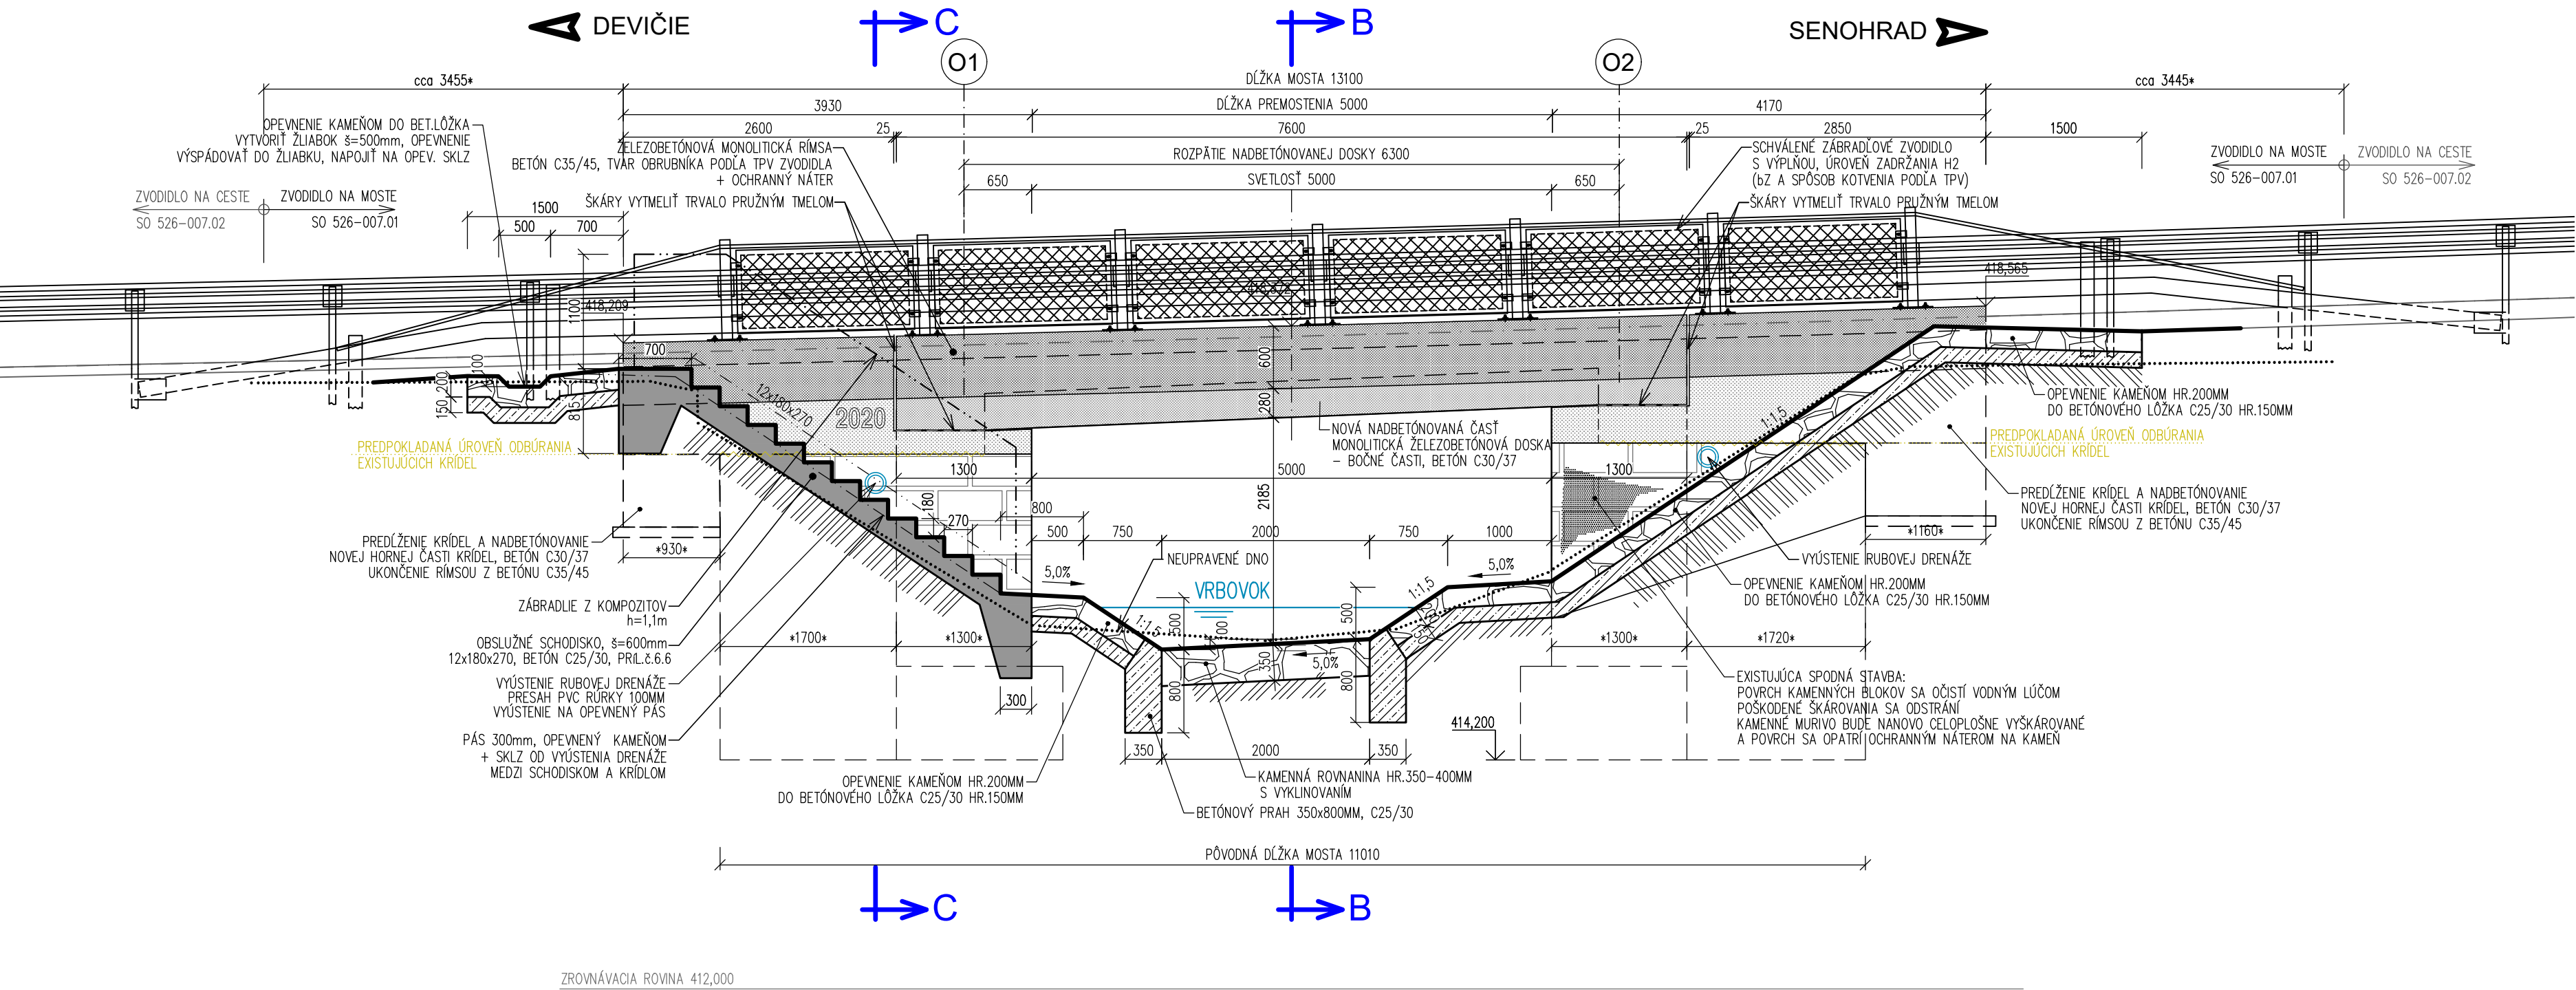 DEVIČIE
C
B
SENOHRAD
O1
O2
cca 3455*
DĹŽKA MOSTA 13100
cca 3445*
3930
DĹŽKA PREMOSTENIA 5000
4170
2600
25
7600
25
2850
1500
OPEVNENIE KAMEŇOM DO BET.LÔŽKA
VYTVORIŤ ŽLIABOK š=500mm, OPEVNENIE
VÝSPÁDOVAŤ DO ŽLIABKU, NAPOJIŤ NA OPEV. SKLZ
ŽELEZOBETÓNOVÁ MONOLITICKÁ RÍMSA
BETÓN C35/45, TVAR OBRUBNÍKA PODĽA TPV ZVODIDLA
+ OCHRANNÝ NÁTER
ŠKÁRY VYTMELIŤ TRVALO PRUŽNÝM TMELOM
ROZPÄTIE NADBETÓNOVANEJ DOSKY 6300
650
SVETLOSŤ 5000
650
SCHVÁLENÉ ZÁBRADĽOVÉ ZVODIDLO
S VÝPLŇOU, ÚROVEŇ ZADRŽANIA H2
(bZ A SPÔSOB KOTVENIA PODĽA TPV)
ŠKÁRY VYTMELIŤ TRVALO PRUŽNÝM TMELOM
ZVODIDLO NA MOSTE
SO 526-007.01
ZVODIDLO NA CESTE
SO 526-007.02
ZVODIDLO NA CESTE
SO 526-007.02
ZVODIDLO NA MOSTE
SO 526-007.01
1500
500
700
1100
418,209
418,565
700
100
200
150
815
12x180x270
2020
600
280
1:1,5
NOVÁ NADBETÓNOVANÁ ČASŤ
MONOLITICKÁ ŽELEZOBETÓNOVÁ DOSKA
- BOČNÉ ČASTI, BETÓN C30/37
OPEVNENIE KAMEŇOM HR.200MM
DO BETÓNOVÉHO LÔŽKA C25/30 HR.150MM
PREDPOKLADANÁ ÚROVEŇ ODBÚRANIA
EXISTUJÚCICH KRÍDEL
PREDPOKLADANÁ ÚROVEŇ ODBÚRANIA
EXISTUJÚCICH KRÍDEL
1300
5000
1300
2185
180
270
800
500
750
2000
750
1000
PREDĹŽENIE KRÍDEL A NADBETÓNOVANIE
NOVEJ HORNEJ ČASTI KRÍDEL, BETÓN C30/37
UKONČENIE RÍMSOU Z BETÓNU C35/45
*930*
PREDĹŽENIE KRÍDEL A NADBETÓNOVANIE
NOVEJ HORNEJ ČASTI KRÍDEL, BETÓN C30/37
UKONČENIE RÍMSOU Z BETÓNU C35/45
*1160*
NEUPRAVENÉ DNO
5,0%
5,0%
VYÚSTENIE RUBOVEJ DRENÁŽE
OPEVNENIE KAMEŇOM HR.200MM
DO BETÓNOVÉHO LÔŽKA C25/30 HR.150MM
VRBOVOK
1:1,5
1:1,5
500
100
500
350
5,0%
800
800
ZÁBRADLIE Z KOMPOZITOV
h=1,1m
OBSLUŽNÉ SCHODISKO, š=600mm
12x180x270, BETÓN C25/30, PRÍL.č.6.6
VYÚSTENIE RUBOVEJ DRENÁŽE
PRESAH PVC RÚRKY 100MM
VYÚSTENIE NA OPEVNENÝ PÁS
PÁS 300mm, OPEVNENÝ KAMEŇOM
+ SKLZ OD VYÚSTENIA DRENÁŽE
MEDZI SCHODISKOM A KRÍDLOM
*1700*
*1300*
*1300*
*1720*
300
EXISTUJÚCA SPODNÁ STAVBA:
POVRCH KAMENNÝCH BLOKOV SA OČISTÍ VODNÝM LÚČOM
POŠKODENÉ ŠKÁROVANIA SA ODSTRÁNI
KAMENNÉ MURIVO BUDE NANOVO CELOPLOŠNE VYŠKÁROVANÉ
A POVRCH SA OPATRÍ OCHRANNÝM NÁTEROM NA KAMEŇ
414,200
350
2000
350
OPEVNENIE KAMEŇOM HR.200MM
DO BETÓNOVÉHO LÔŽKA C25/30 HR.150MM
KAMENNÁ ROVNANINA HR.350-400MM
S VYKLINOVANÍM
BETÓNOVÝ PRAH 350x800MM, C25/30
PÔVODNÁ DĹŽKA MOSTA 11010
C
B
ZROVNÁVACIA ROVINA 412,000